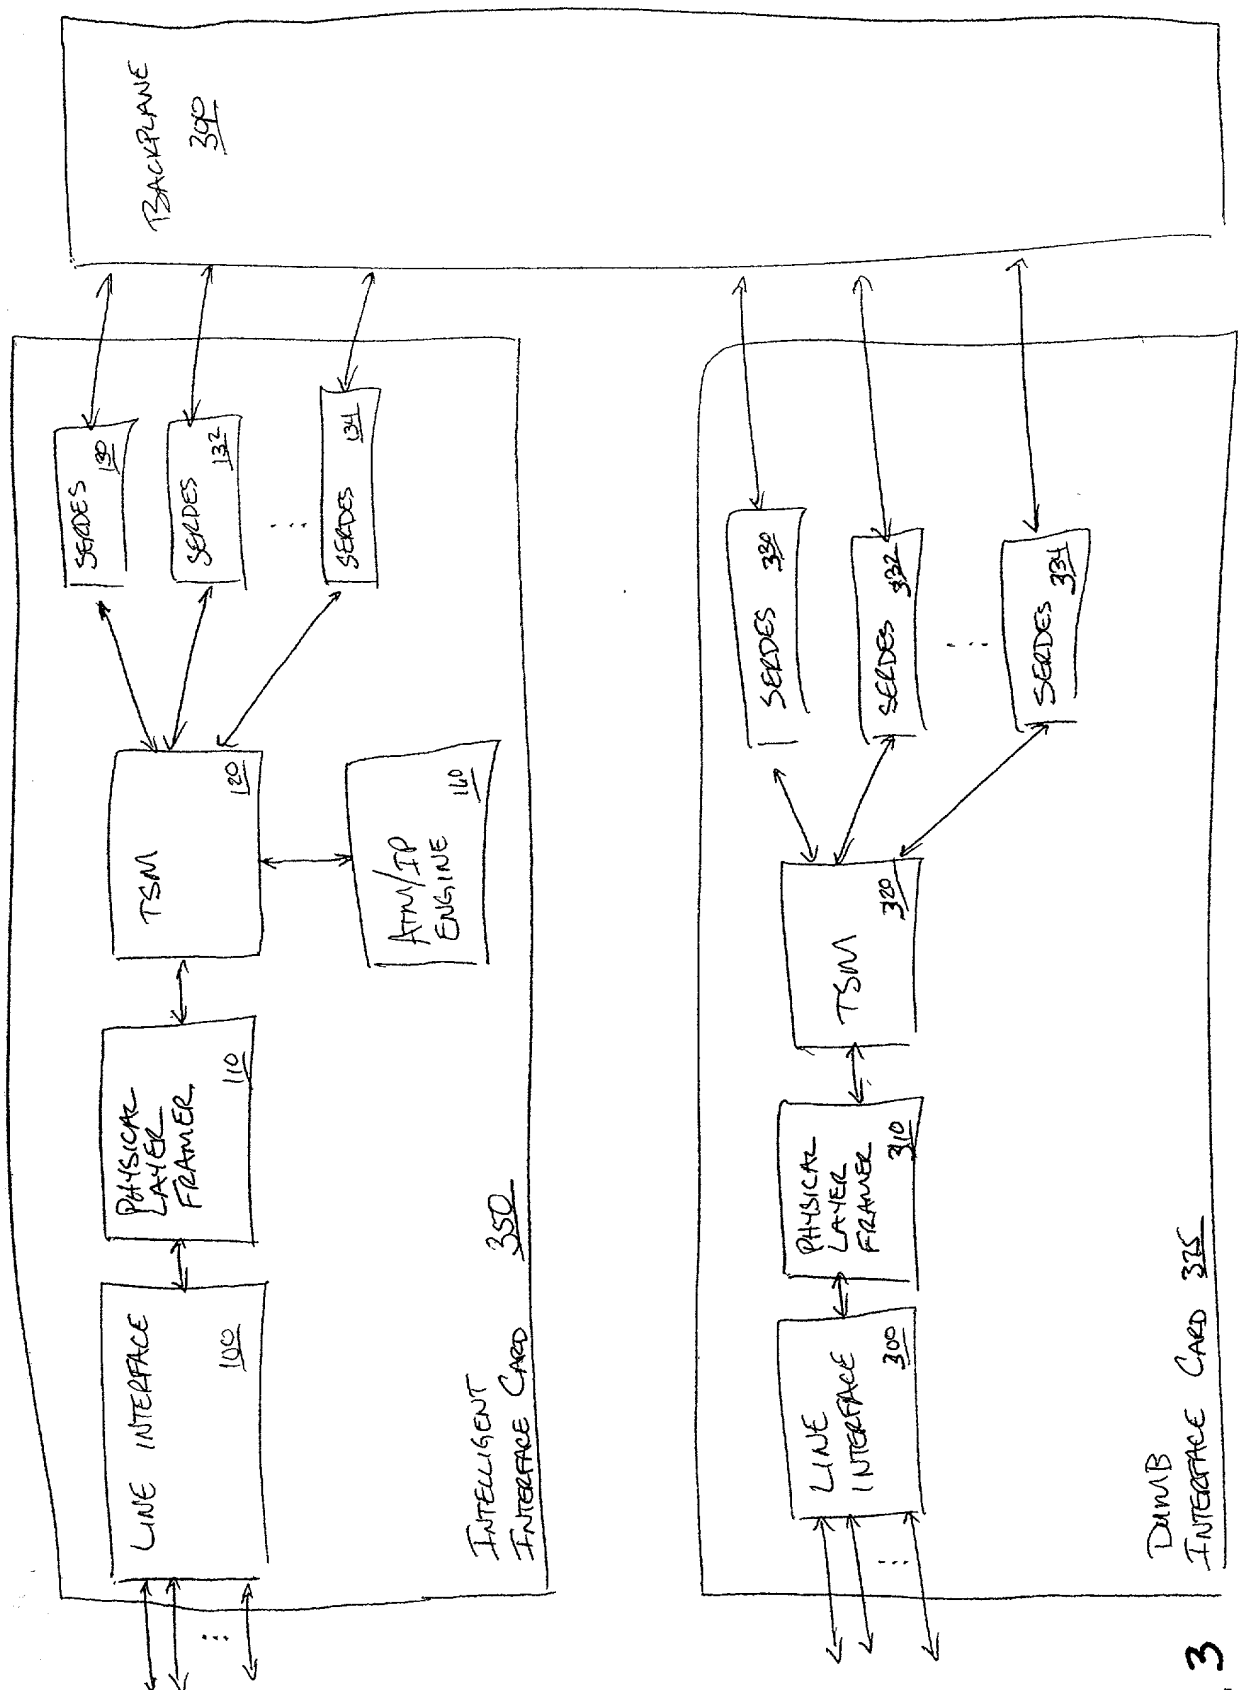 BACKPLANE
390
LINE INTERFACE
100
PHYSICAL
LAYER
FRAMER
110
TSM
120
ATM/IP
ENGINE
160
SERDES
130
SERDES
132
...
SERDES
134
...
INTELLIGENT
INTERFACE CARD 350
LINE
INTERFACE
300
PHYSICAL
LAYER
FRAMER
310
TSM
320
SERDES 330
SERDES 332
...
SERDES 334
...
DUMB
INTERFACE CARD 375
3